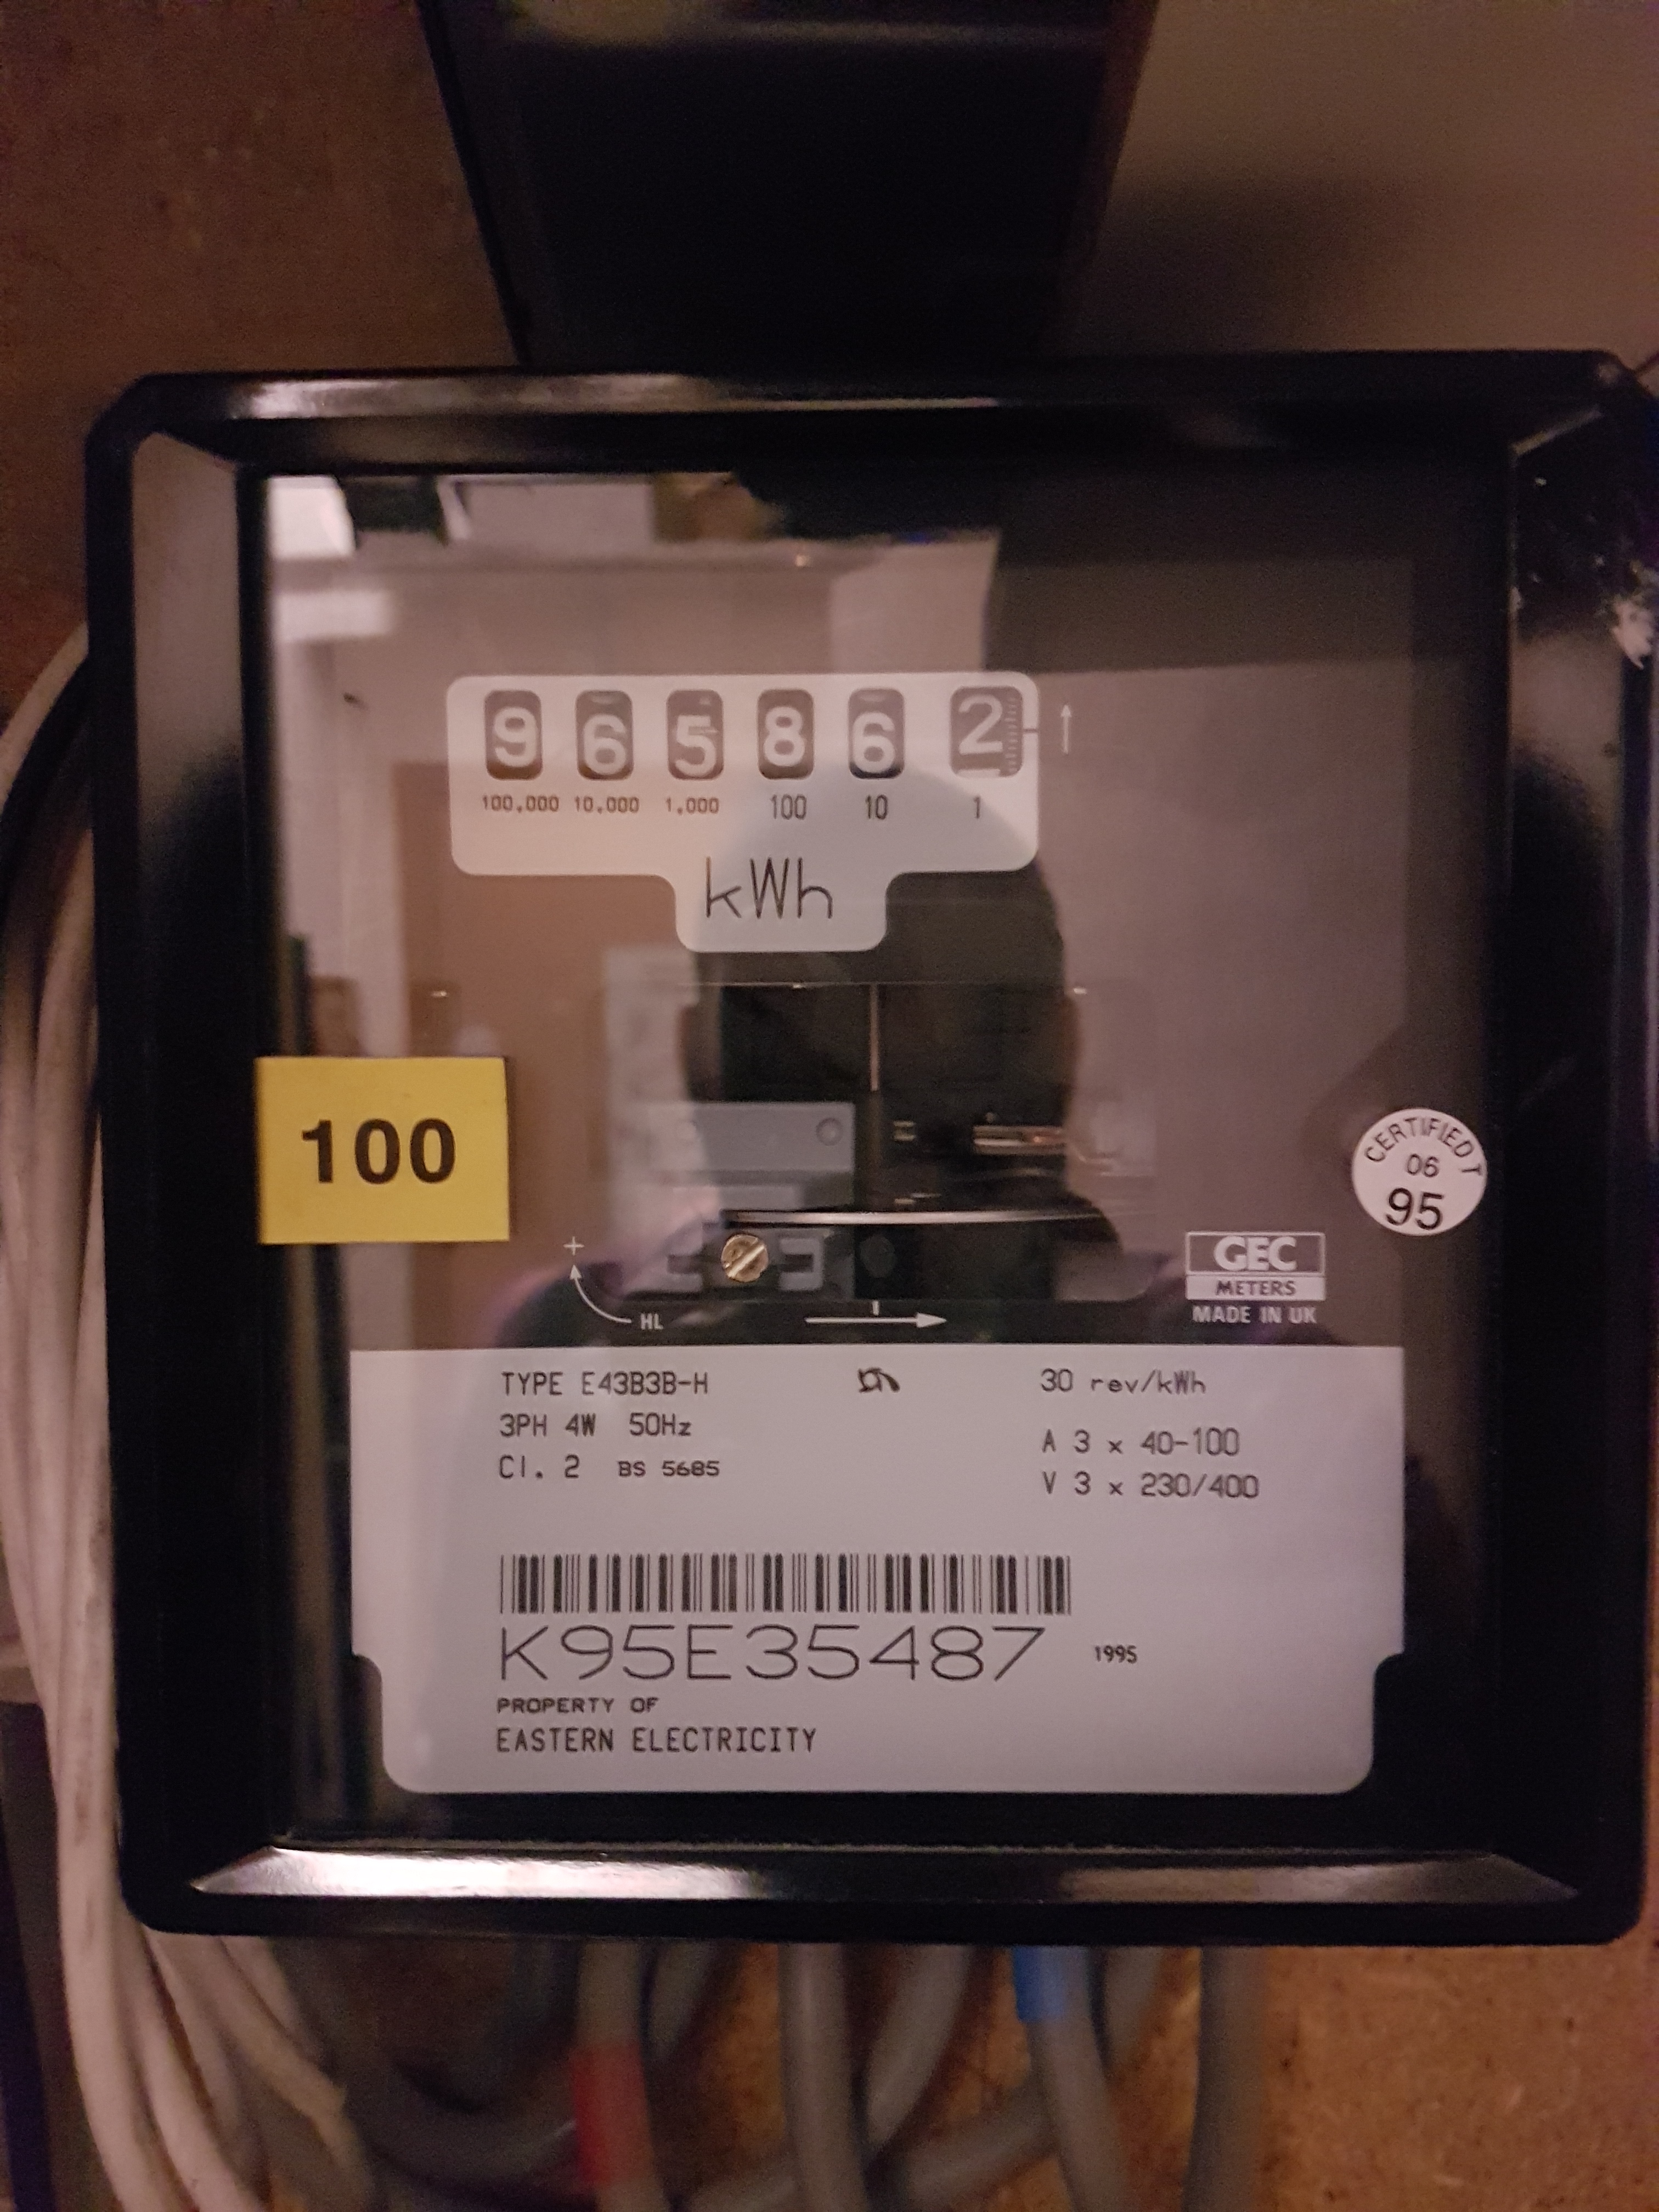 9 6 5 8 6 2
100,000 10,000 1,000 100 10 1
kWh
100
CERTIFIED T
06
95
+
HL
GEC
METERS
MADE IN UK
TYPE E43B3B-H 30 rev/kWh
3PH 4W 50Hz A 3 x 40-100
Cl. 2 BS 5685 V 3 x 230/400
K95E35487 1995
PROPERTY OF
EASTERN ELECTRICITY